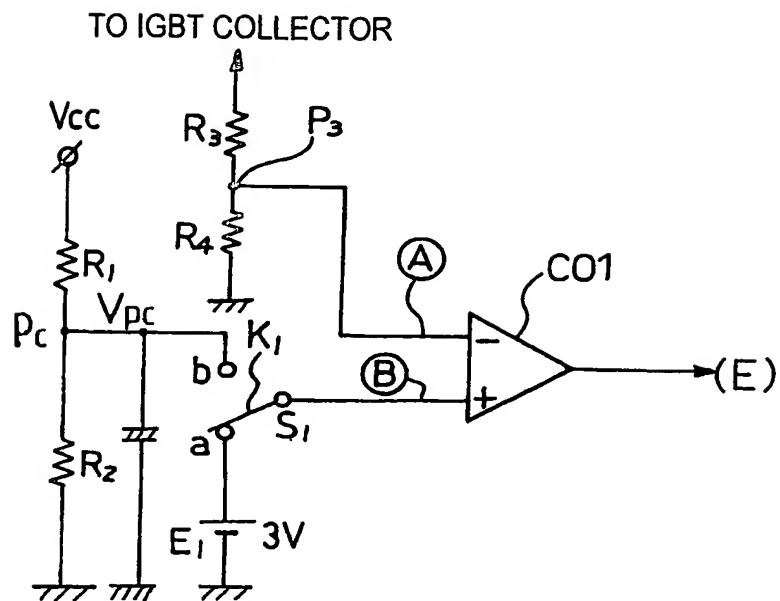 TO IGBT COLLECTOR
Vcc
R3
P3
R4
R1
A
CO1
Pc
Vpc
K1
b
B
−
+
(E)
S1
a
R2
E1
3V